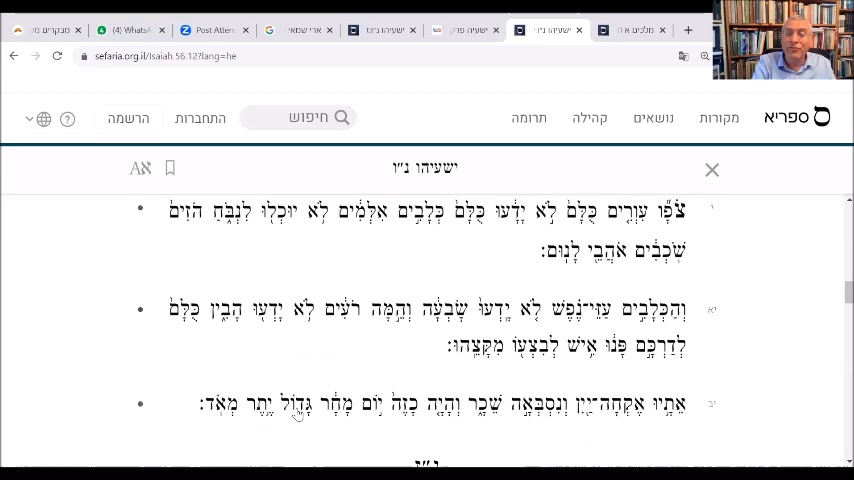 מבקרים מט
(4) WhatsA
Post Atten
ארי שמאי
ישעיהו נ״ז
ישעיה פרק
ישעיהו נ״ו
מלכים א ח
sefaria.org.il/Isaiah.56.12?lang=he
ספריא
מקורות
נושאים
קהילה
תרומה
חיפוש
התחברות
הרשמה
ישעיהו נ״ו
י צֹפָ֞ו עִוְרִ֤ים כֻּלָּם֙ לֹ֣א יָדָ֔עוּ כֻּלָּם֙ כְּלָבִ֣ים אִלְּמִ֔ים לֹ֥א יוּכְל֖וּ לִנְבֹּ֑חַ הֹזִים֙
שֹֽׁכְבִ֔ים אֹהֲבֵ֖י לָנֽוּם׃
יא וְהַכְּלָבִ֣ים עַזֵּי־נֶ֗פֶשׁ לֹ֤א יָֽדְעוּ֙ שׇׂבְעָ֔ה וְהֵ֣מָּה רֹעִ֔ים לֹ֥א יָדְע֖וּ הָבִ֑ין כֻּלָּם֙
לְדַרְכָּ֣ם פָּנ֔וּ אִ֥ישׁ לְבִצְע֖וֹ מִקָּצֵֽהוּ׃
יב אֵתָ֥יוּ אֶקְחָה־יַ֖יִן וְנִסְבְּאָ֣ה שֵׁכָ֑ר וְהָיָ֤ה כָזֶה֙ י֣וֹם מָחָ֔ר גָּד֖וֹל יֶ֥תֶר מְאֹֽד׃